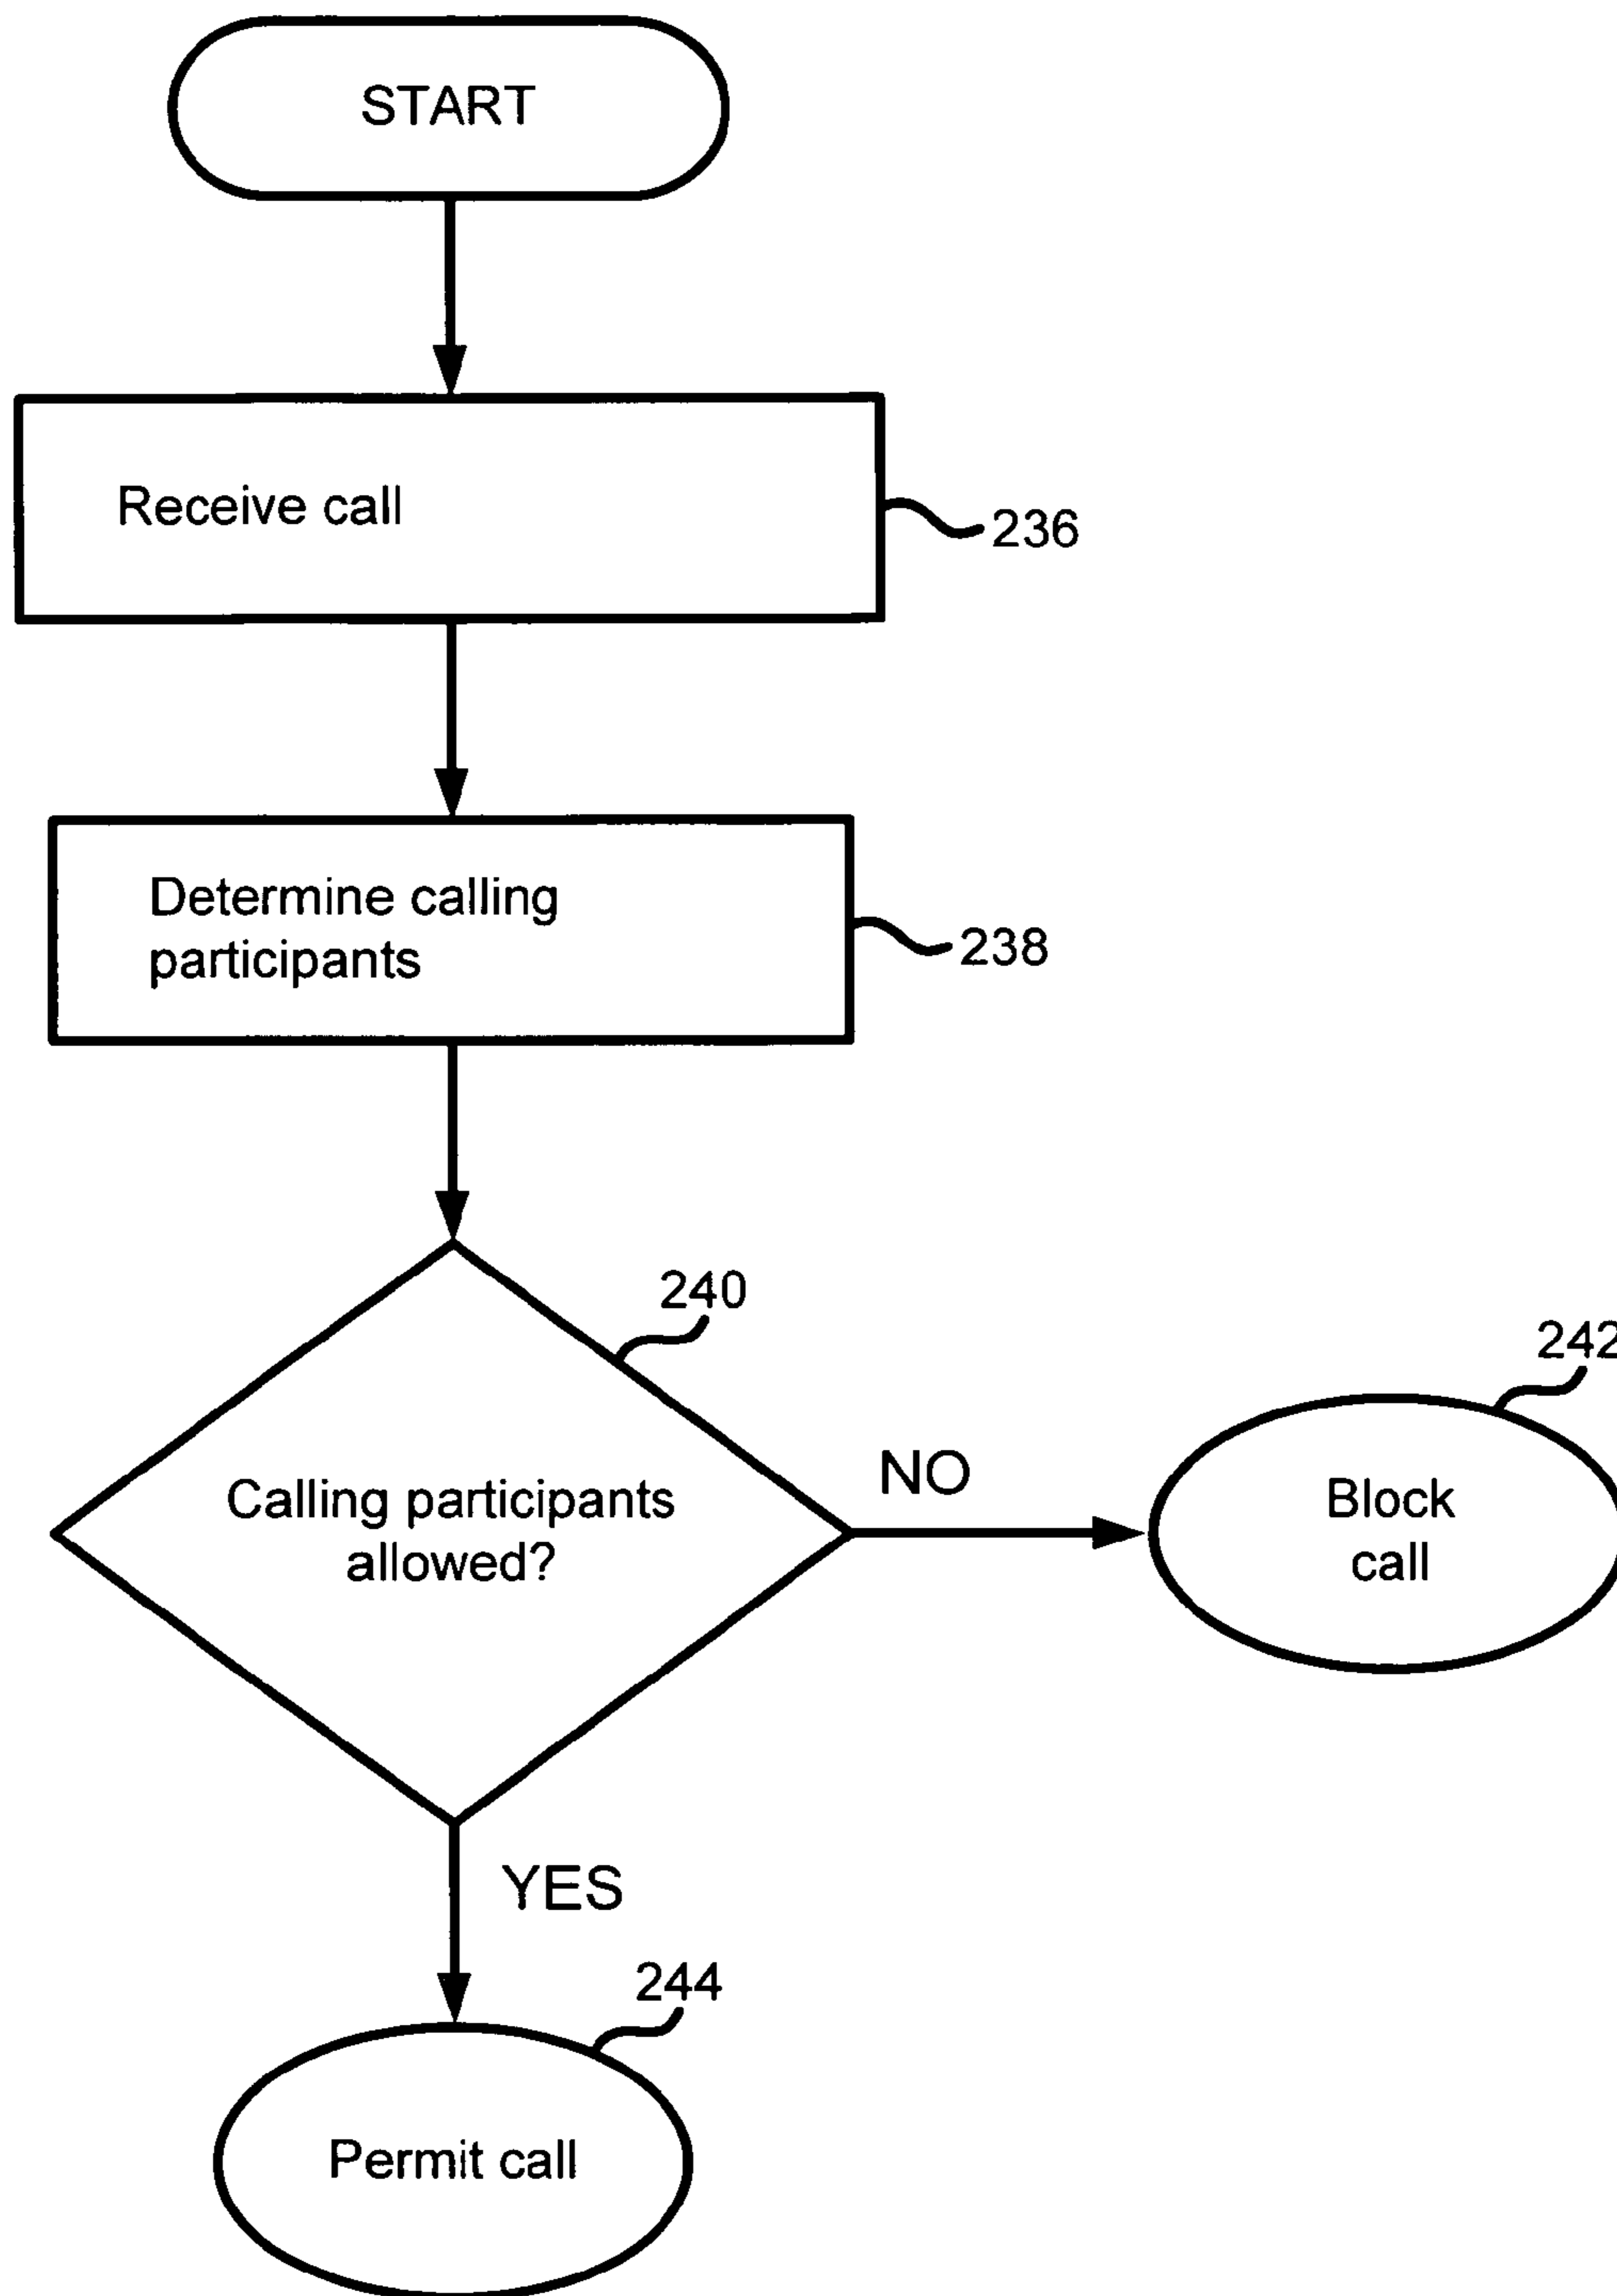 START
Receive call
236
Determine calling
participants
238
240
242
Calling participants
allowed?
NO
Block
call
YES
244
Permit call